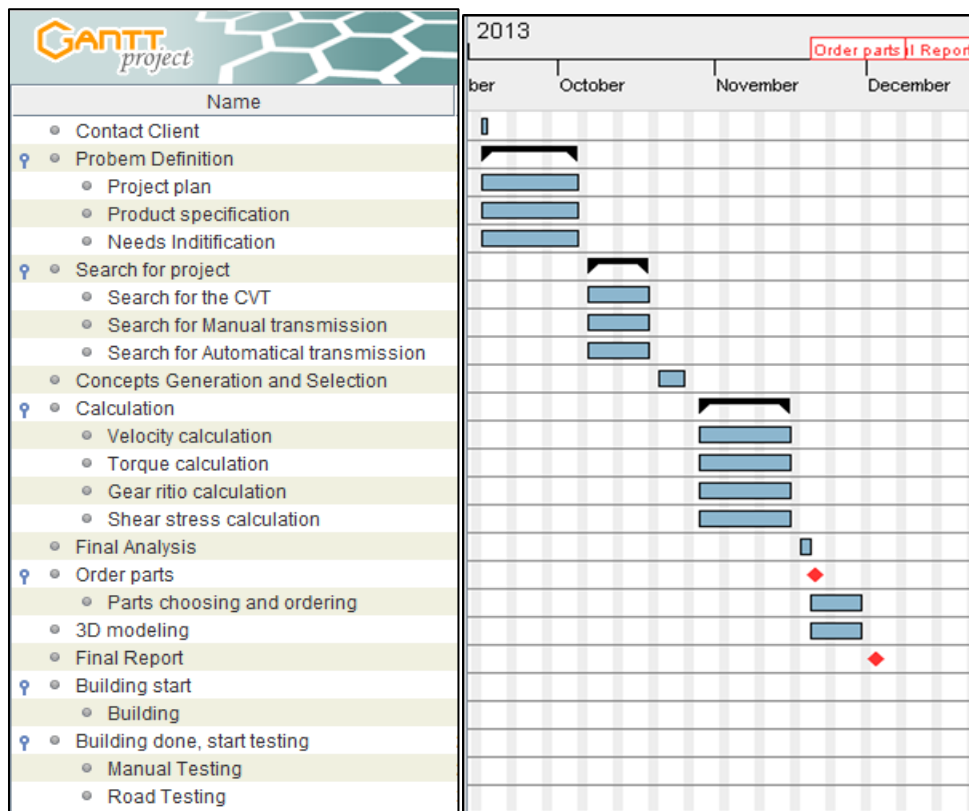 GANTT
project
2013
Order parts l Report
ber October November December
Name
Contact Client
Probem Definition
Project plan
Product specification
Needs Inditification
Search for project
Search for the CVT
Search for Manual transmission
Search for Automatical transmission
Concepts Generation and Selection
Calculation
Velocity calculation
Torque calculation
Gear ritio calculation
Shear stress calculation
Final Analysis
Order parts
Parts choosing and ordering
3D modeling
Final Report
Building start
Building
Building done, start testing
Manual Testing
Road Testing